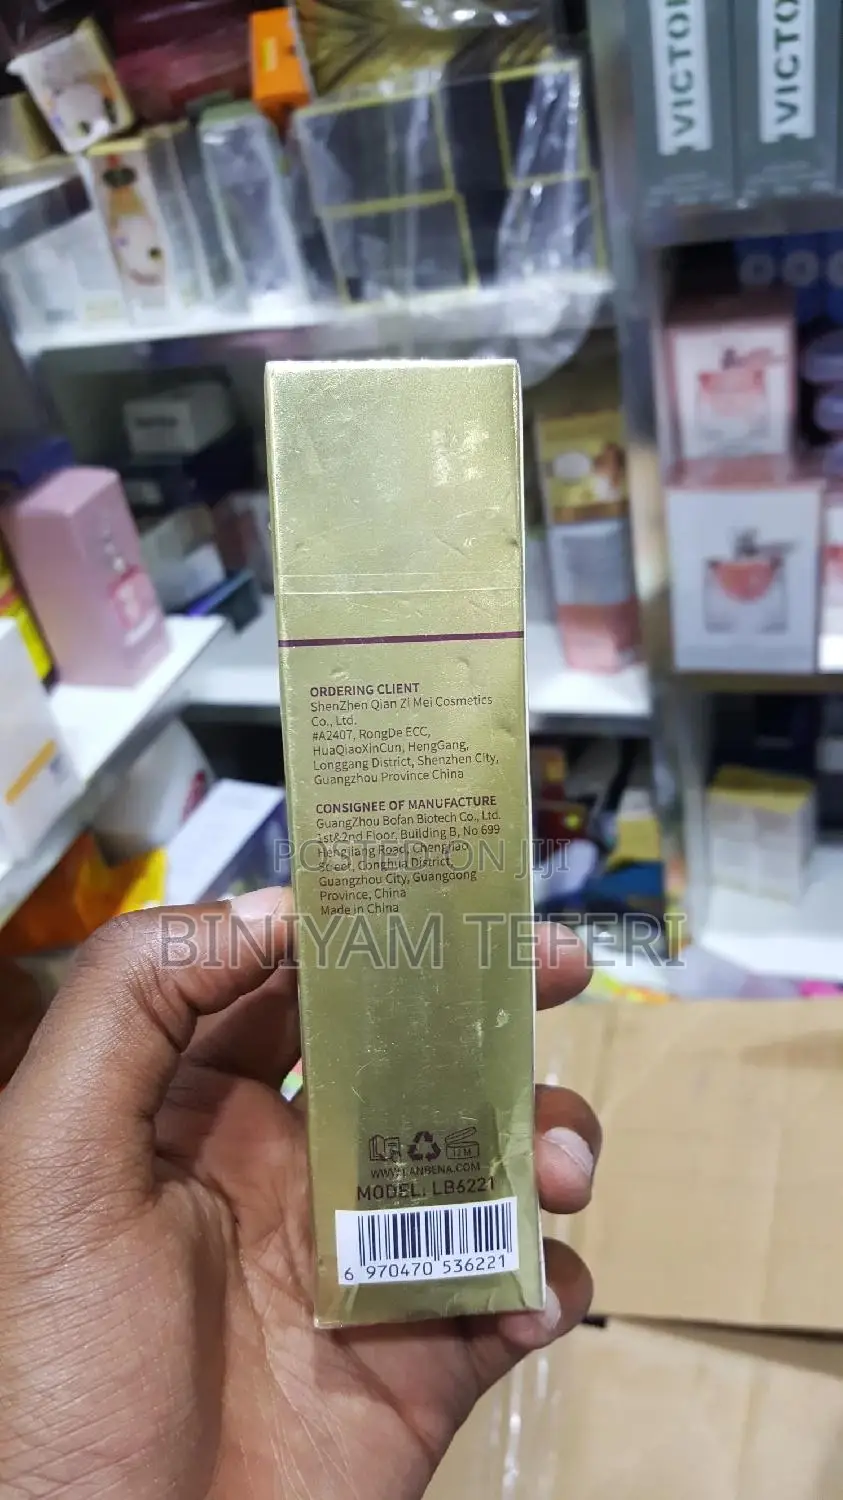 VICTO
VICTO
ORDERING CLIENT
ShenZhen Qian Zi Mei Cosmetics
Co., Ltd.
#A2407, RongDe ECC,
HuaQiaoXinCun, HengGang,
Longgang District, Shenzhen City,
Guangzhou Province China
CONSIGNEE OF MANUFACTURE
GuangZhou Bofan Biotech Co., Ltd.
1st&2nd Floor, Building B, No 699
Hengjiang Road, Chengjiao
Street, Conghua District,
Guangzhou City, Guangdong
Province, China
Made in China
POSTED ON JIJI
BINIYAM TEFERI
12M
WWW.LANBENA.COM
MODEL: LB6221
6 970470 536221